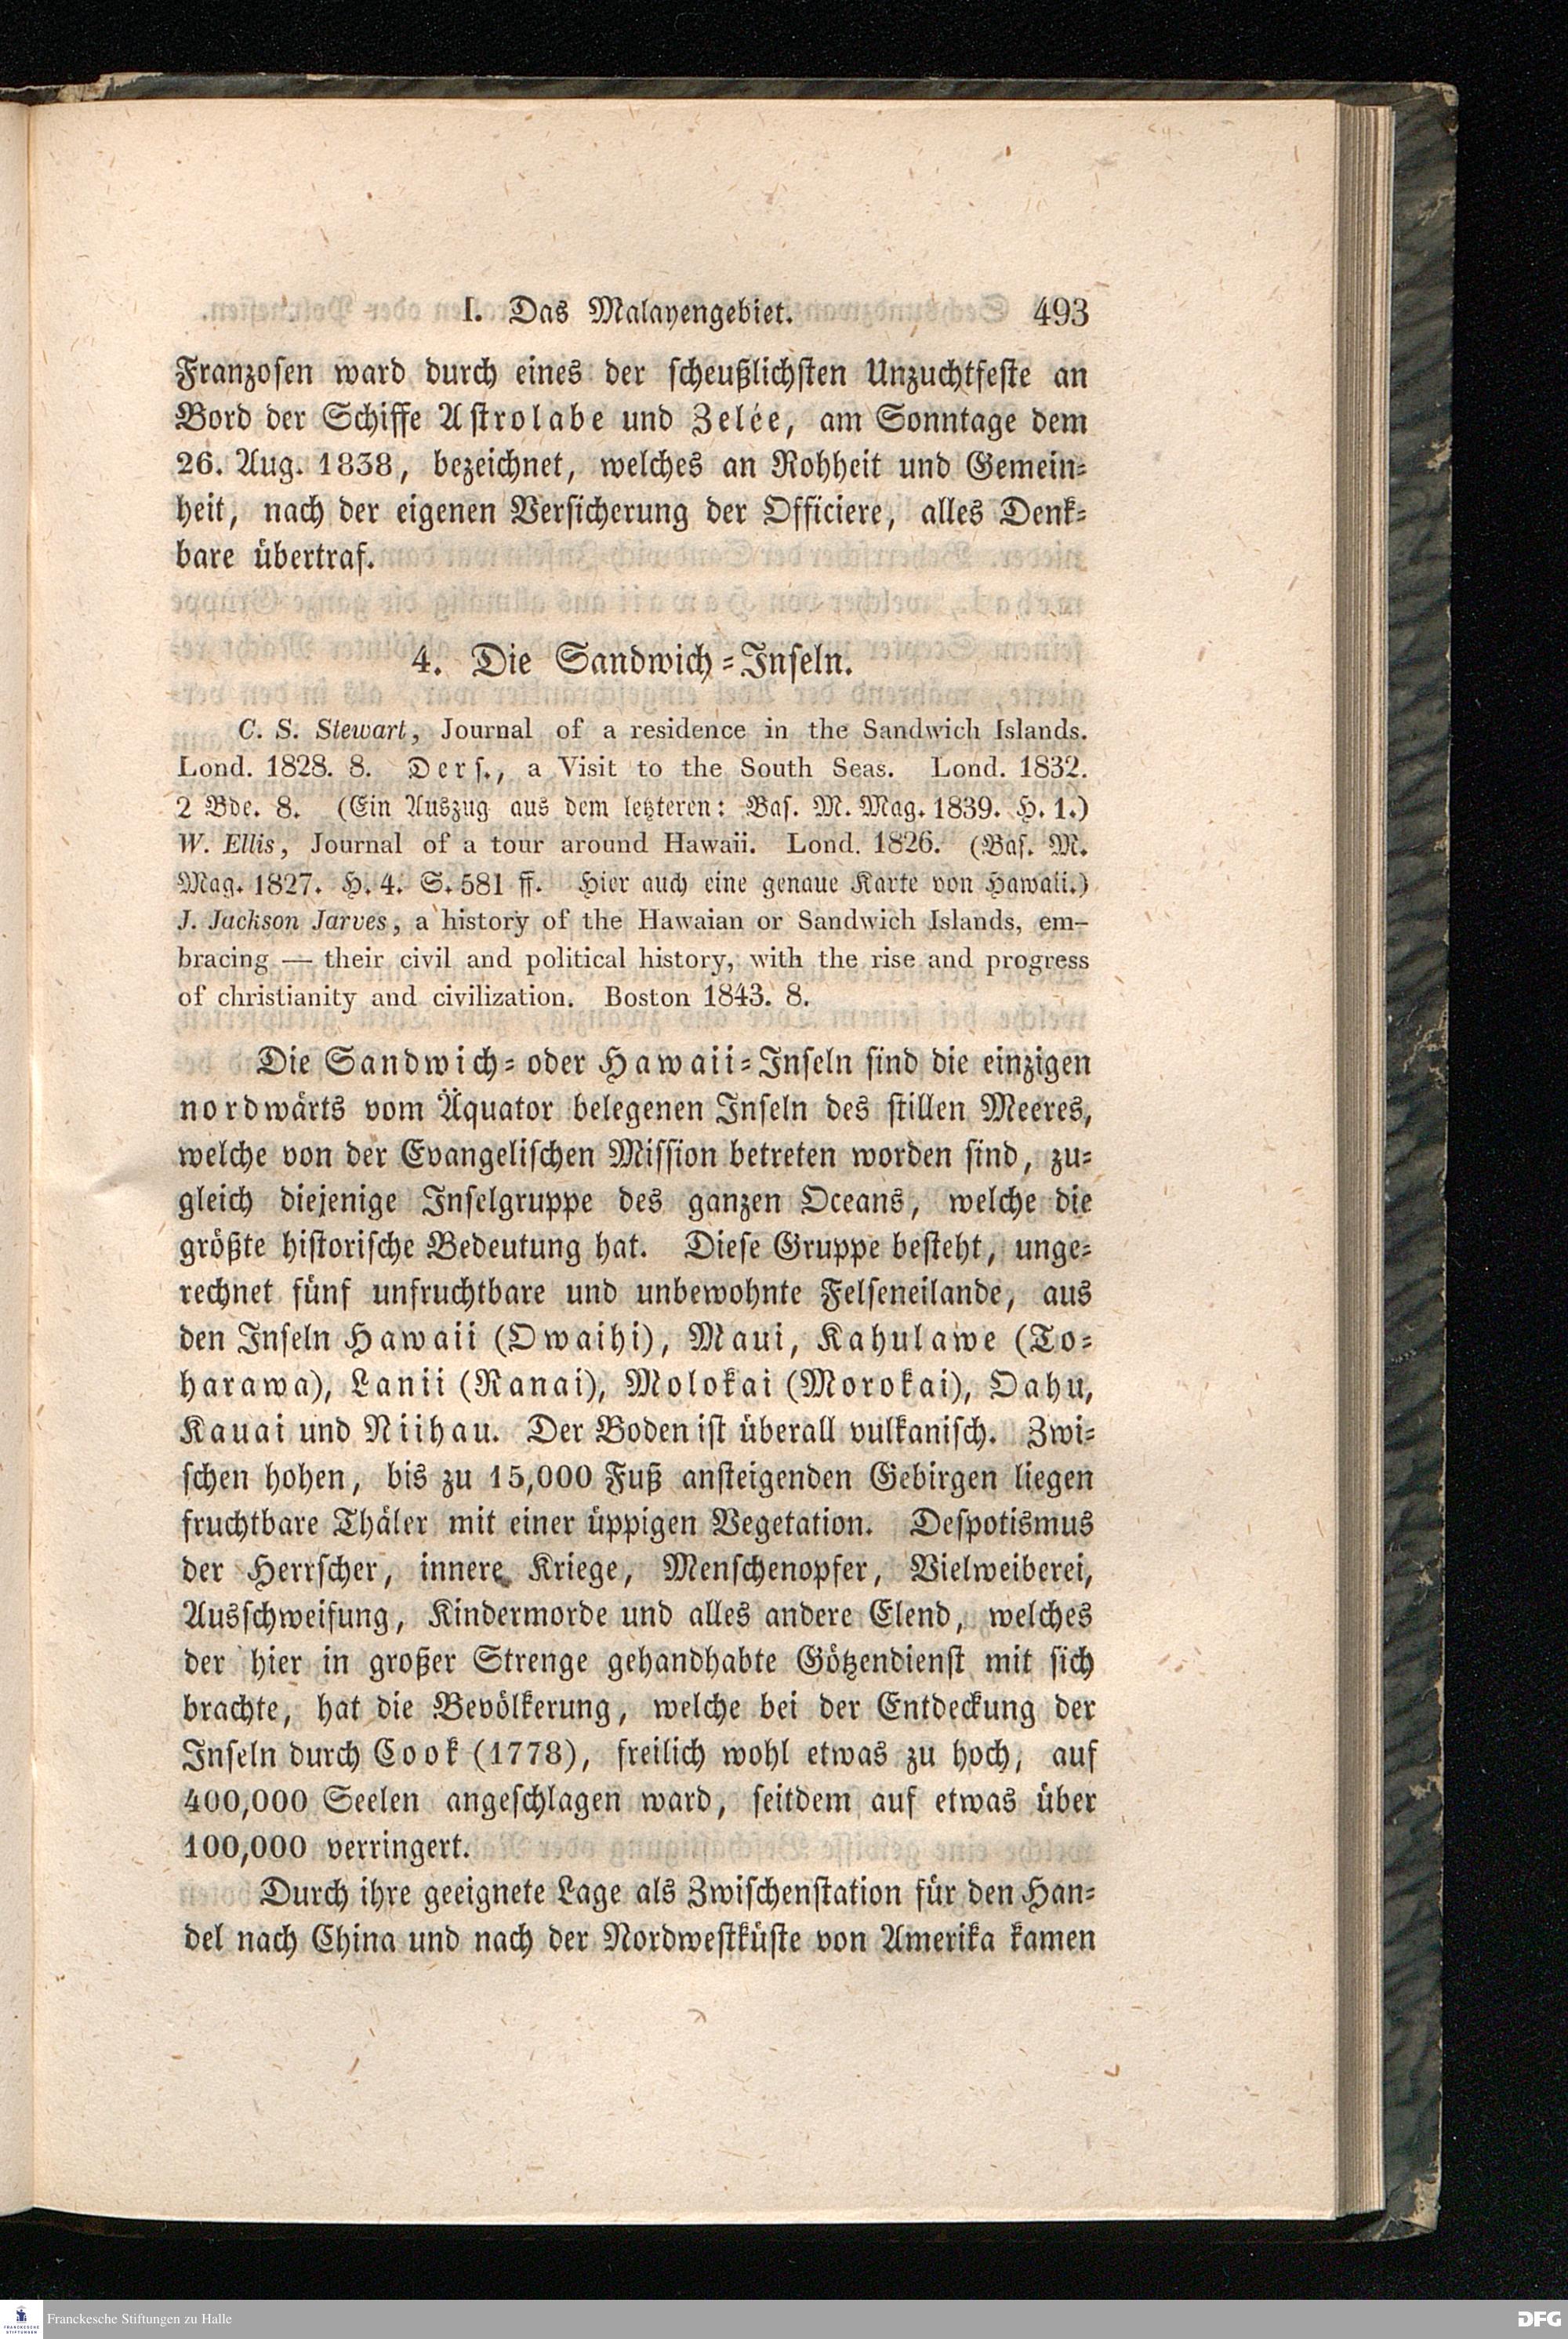 I. Das Malayengebiet. 493
Franzosen ward durch eines der scheußlichsten Unzuchtfeste an
Bord der Schiffe Astrolabe und Zelée, am Sonntage dem
26. Aug. 1838, bezeichnet, welches an Rohheit und Gemein-
heit, nach der eigenen Versicherung der Officiere, alles Denk-
bare übertraf.
4. Die Sandwich-Inseln.
C. S. Stewart, Journal of a residence in the Sandwich Islands.
Lond. 1828. 8. Ders., a Visit to the South Seas. Lond. 1832.
2 Bde. 8. (Ein Auszug aus dem letzteren: Bas. M. Mag. 1839. H. 1.)
W. Ellis, Journal of a tour around Hawaii. Lond. 1826. (Bas. M.
Mag. 1827. H. 4. S. 581 ff. Hier auch eine genaue Karte von Hawaii.)
J. Jackson Jarves, a history of the Hawaian or Sandwich Islands, em-
bracing — their civil and political history, with the rise and progress
of christianity and civilization. Boston 1843. 8.
Die Sandwich- oder Hawaii-Inseln sind die einzigen
nordwärts vom Äquator belegenen Inseln des stillen Meeres,
welche von der Evangelischen Mission betreten worden sind, zu-
gleich diejenige Inselgruppe des ganzen Oceans, welche die
größte historische Bedeutung hat. Diese Gruppe besteht, unge-
rechnet fünf unfruchtbare und unbewohnte Felseneilande, aus
den Inseln Hawaii (Owaihi), Maui, Kahulawe (To-
harawa), Lanii (Ranai), Molokai (Morokai), Oahu,
Kauai und Niihau. Der Boden ist überall vulkanisch. Zwi-
schen hohen, bis zu 15,000 Fuß ansteigenden Gebirgen liegen
fruchtbare Thäler mit einer üppigen Vegetation. Despotismus
der Herrscher, innere Kriege, Menschenopfer, Vielweiberei,
Ausschweifung, Kindermorde und alles andere Elend, welches
der hier in großer Strenge gehandhabte Götzendienst mit sich
brachte, hat die Bevölkerung, welche bei der Entdeckung der
Inseln durch Cook (1778), freilich wohl etwas zu hoch, auf
400,000 Seelen angeschlagen ward, seitdem auf etwas über
100,000 verringert.
Durch ihre geeignete Lage als Zwischenstation für den Han-
del nach China und nach der Nordwestküste von Amerika kamen
FRANCKESCHE STIFTUNGEN
Franckesche Stiftungen zu Halle
DFG